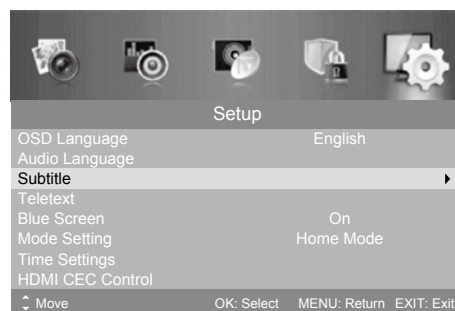 Setup
OSD Language English
Audio Language
Subtitle
Teletext
Blue Screen On
Mode Setting Home Mode
Time Settings
HDMI CEC Control
Move OK: Select MENU: Return EXIT: Exit